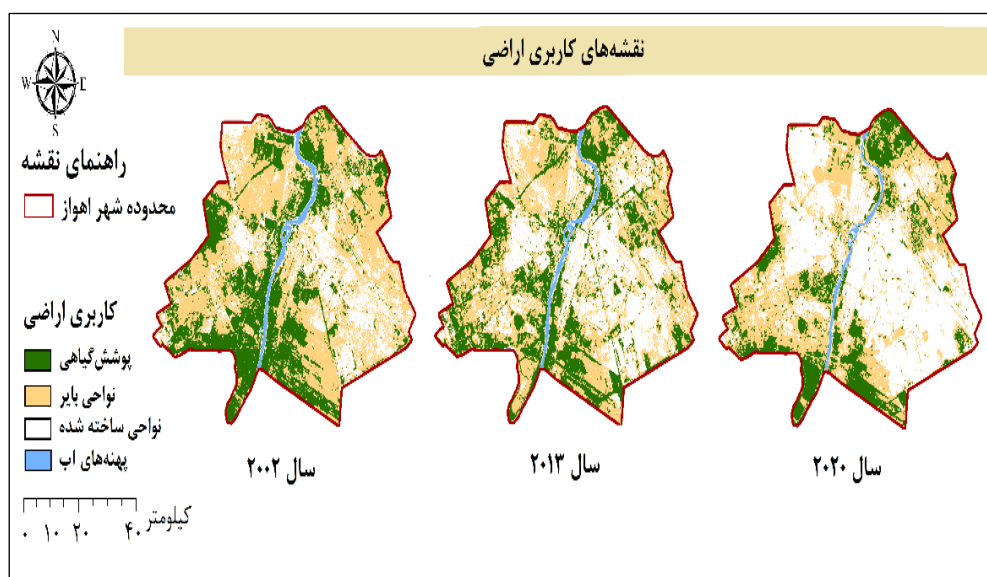 نقشه‌های کاربری اراضی
N
W E
S
راهنمای نقشه
محدوده شهر اهواز
کاربری اراضی
پوشش‌گیاهی
نواحی بایر
نواحی ساخته شده
پهنه‌های اب
کیلومتر
۰ ۱۰ ۲۰ ۴۰
سال ۲۰۰۲
سال ۲۰۱۳
سال ۲۰۲۰